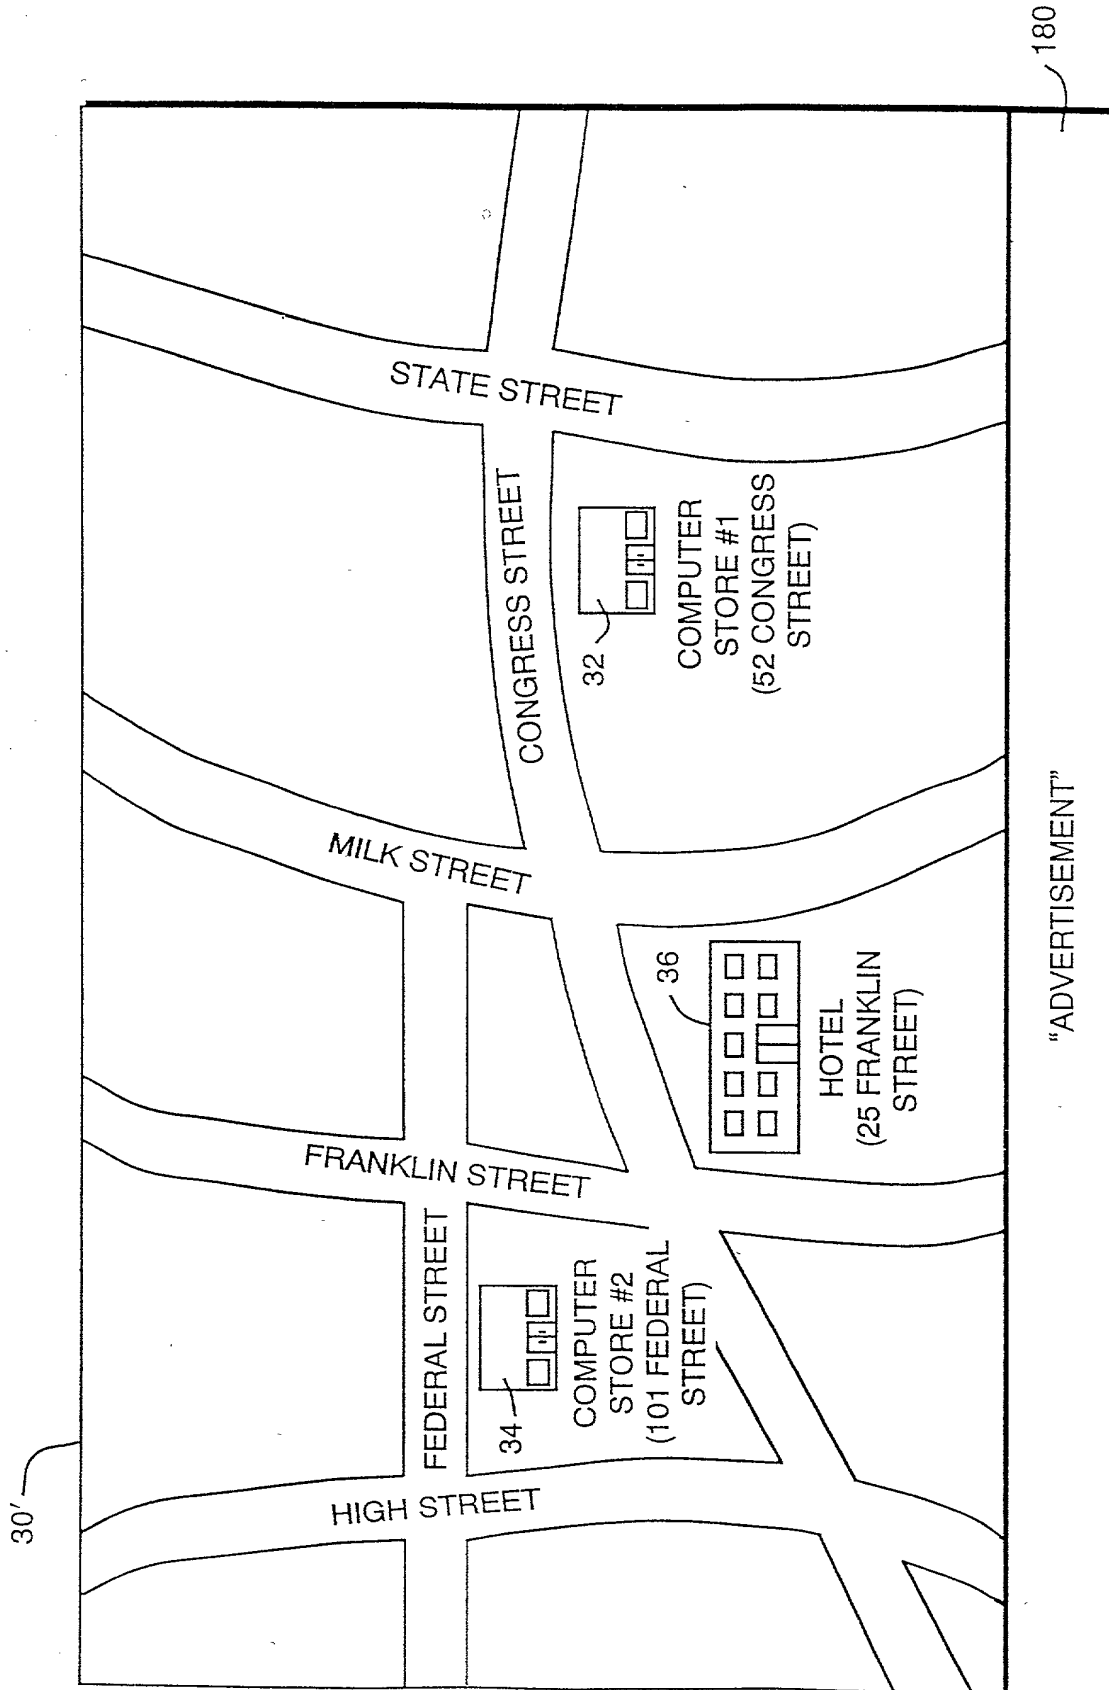 30'
180
STATE STREET
CONGRESS STREET
32
COMPUTER
STORE #1
(52 CONGRESS
STREET)
MILK STREET
36
HOTEL
(25 FRANKLIN
STREET)
FRANKLIN STREET
FEDERAL STREET
34
COMPUTER
STORE #2
(101 FEDERAL
STREET)
HIGH STREET
"ADVERTISEMENT"